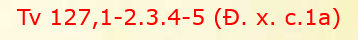 Tv 127,1-2.3.4-5 (Đ. x. c.1a)